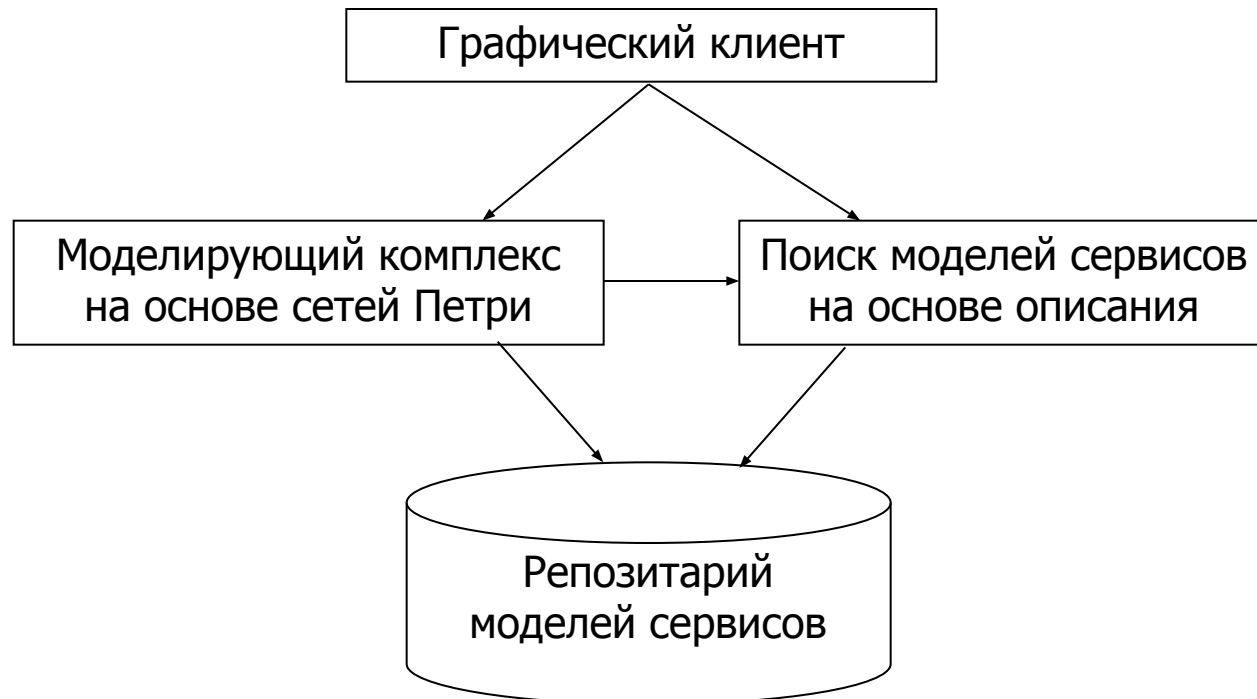 Графический клиент
Моделирующий комплекс
на основе сетей Петри
Поиск моделей сервисов
на основе описания
Репозитарий
моделей сервисов